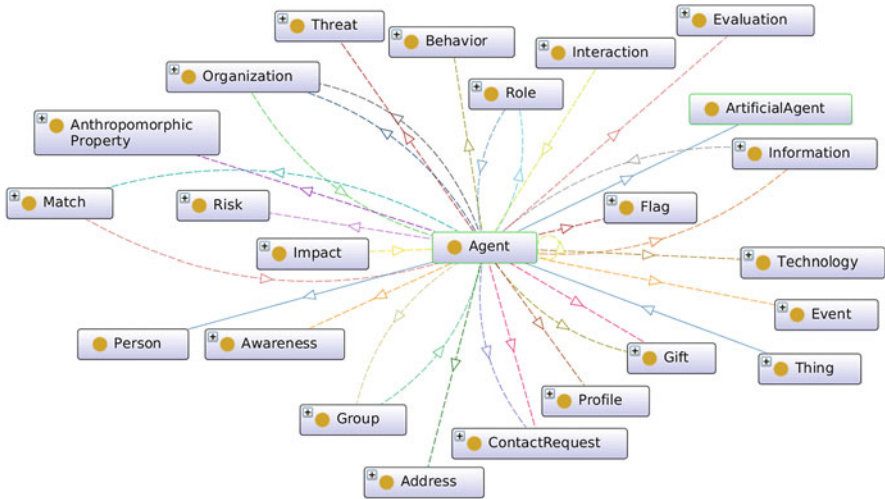 Threat
Evaluation
Behavior
Interaction
Organization
Role
ArtificialAgent
Anthropomorphic
Property
Information
Match
Risk
Flag
Impact
Agent
Technology
Event
Person
Awareness
Gift
Thing
Profile
Group
ContactRequest
Address